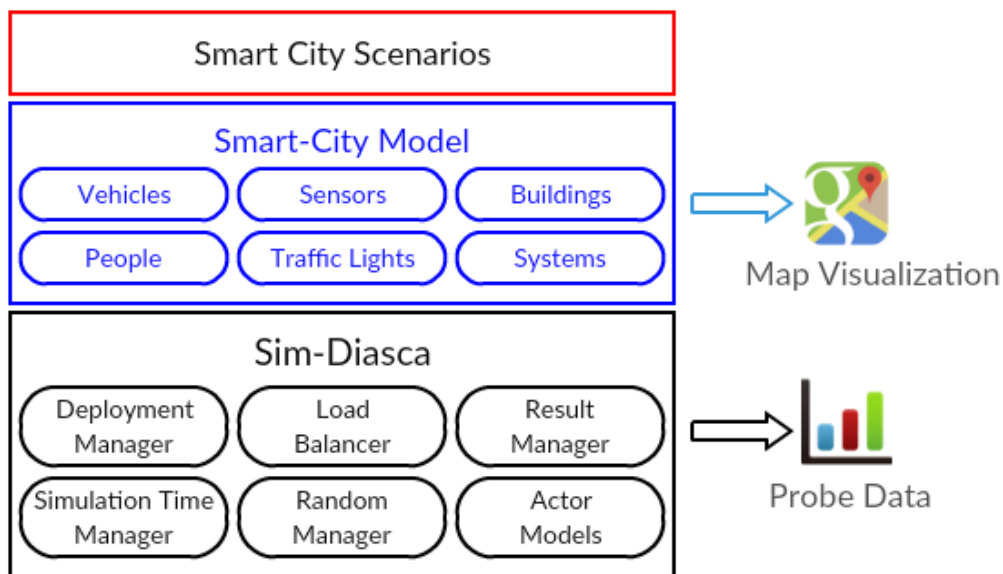 Smart City Scenarios
Smart-City Model
Vehicles
Sensors
Buildings
People
Traffic Lights
Systems
g
Map Visualization
Sim-Diasca
Deployment
Manager
Load
Balancer
Result
Manager
Simulation Time
Manager
Random
Manager
Actor
Models
Probe Data